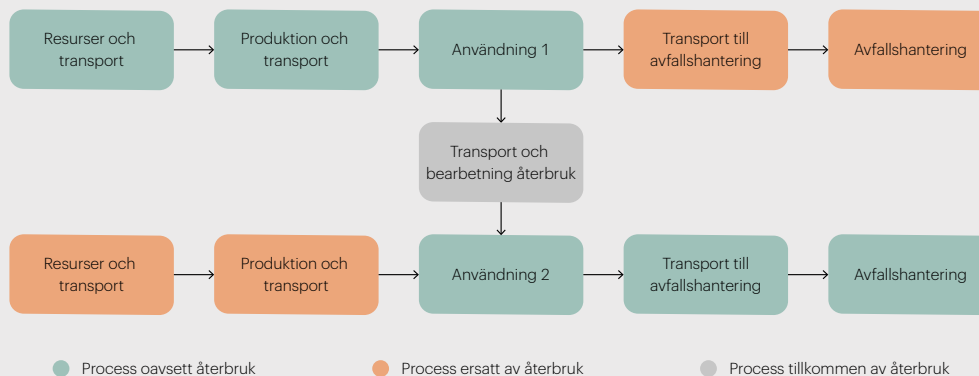 Resurser och
transport
Produktion och
transport
Användning 1
Transport till
avfallshantering
Avfallshantering
Transport och
bearbetning återbruk
Resurser och
transport
Produktion och
transport
Användning 2
Transport till
avfallshantering
Avfallshantering
Process oavsett återbruk
Process ersatt av återbruk
Process tillkommen av återbruk